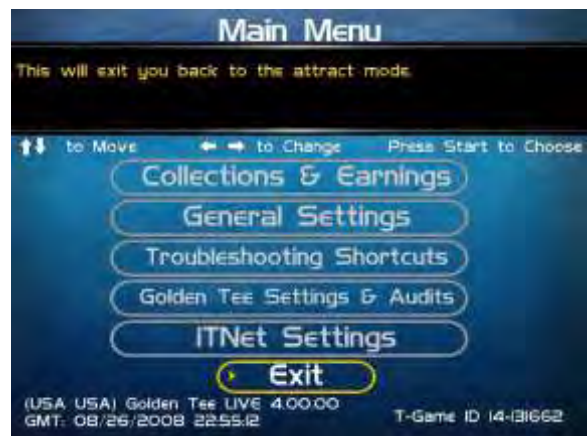 Main Menu
This will exit you back to the attract mode.
to Move to Change Press Start to Choose
Collections & Earnings
General Settings
Troubleshooting Shortcuts
Golden Tee Settings & Audits
ITNet Settings
Exit
(USA USA) Golden Tee LIVE 4.00.00
GMT: 08/26/2008 22:55:12
T-Game ID 14-131662